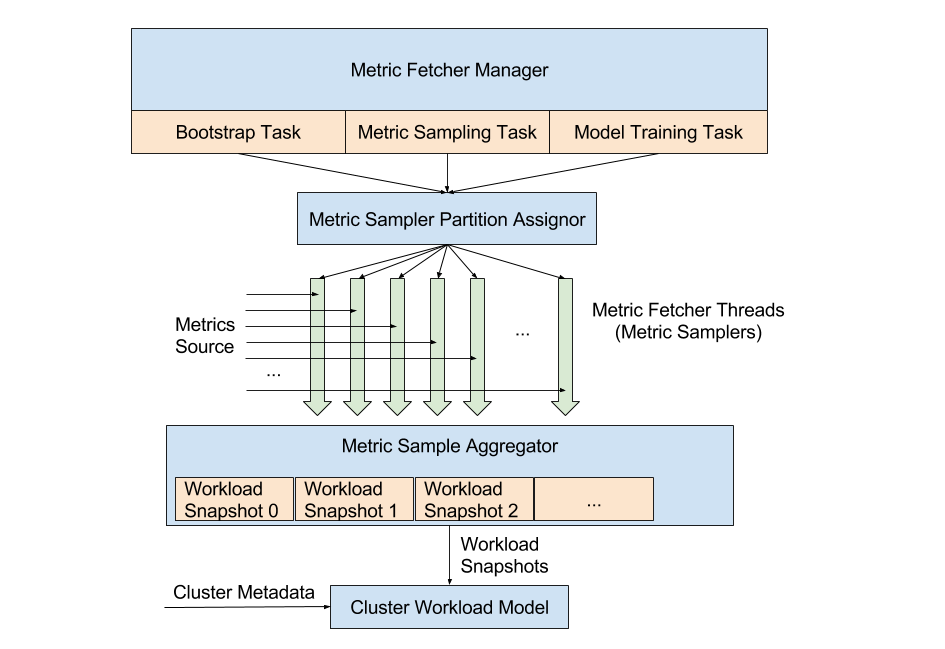 Metric Fetcher Manager
Bootstrap Task
Metric Sampling Task
Model Training Task
Metric Sampler Partition Assignor
Metrics
Source
...
...
Metric Fetcher Threads
(Metric Samplers)
Metric Sample Aggregator
Workload
Snapshot 0
Workload
Snapshot 1
Workload
Snapshot 2
...
Workload
Snapshots
Cluster Metadata
Cluster Workload Model